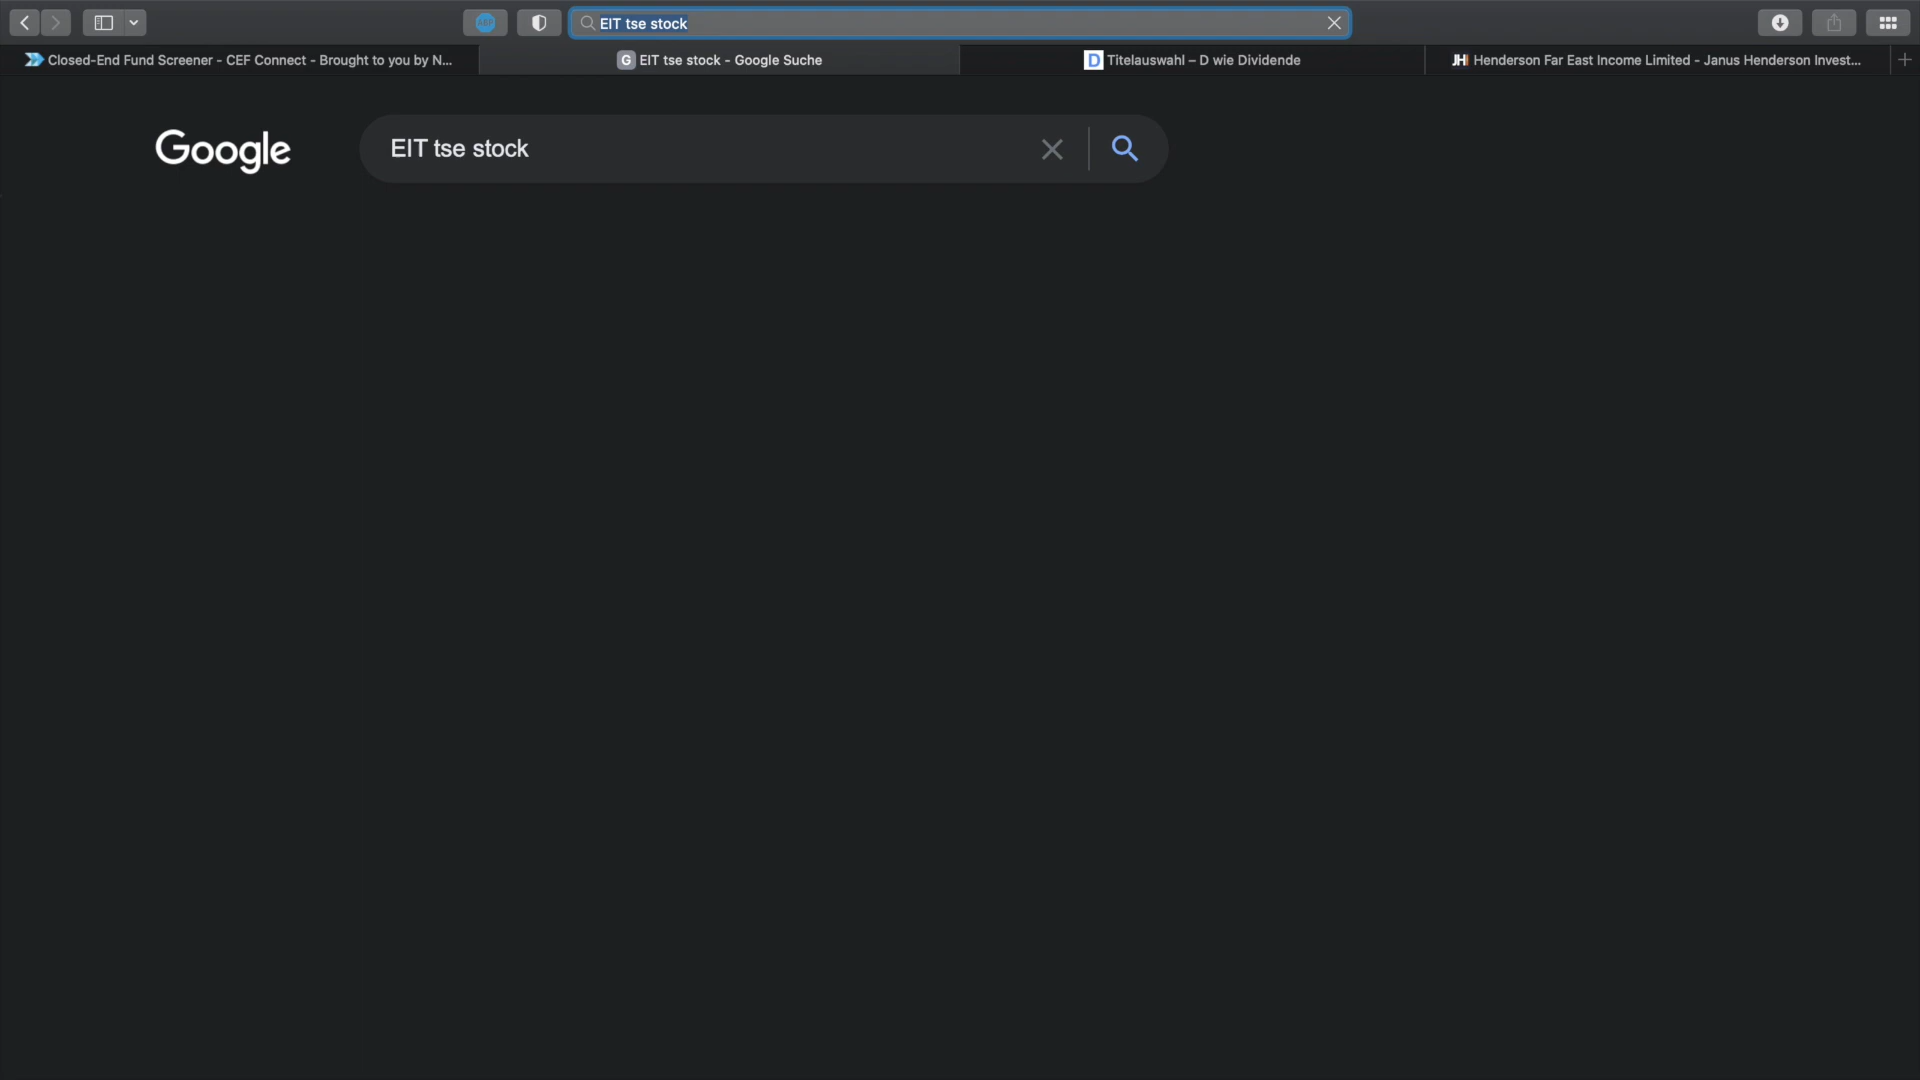 EIT tse stock
Closed-End Fund Screener - CEF Connect - Brought to you by N...
G EIT tse stock - Google Suche
D Titelauswahl – D wie Dividende
JHI Henderson Far East Income Limited - Janus Henderson Invest...
Google
EIT tse stock